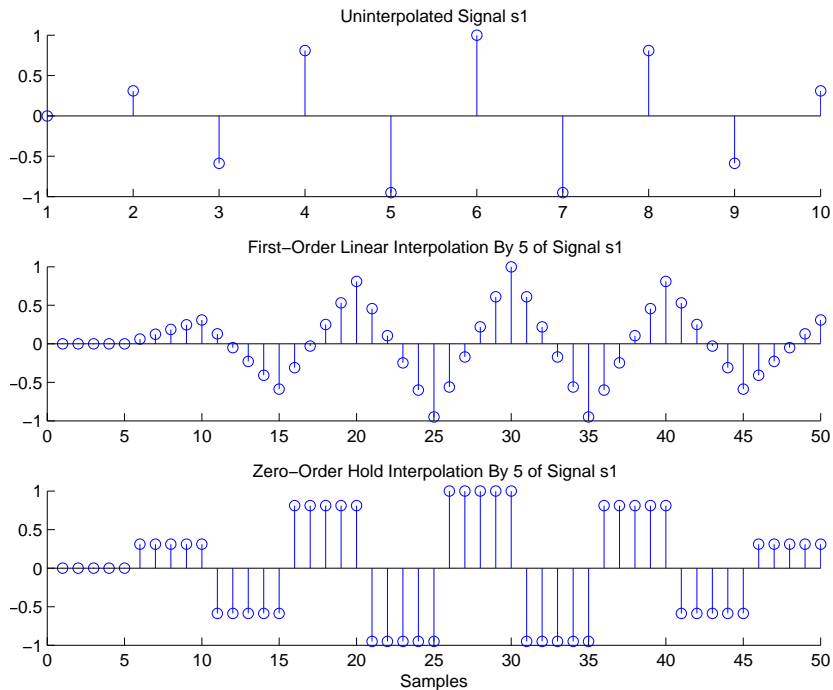 Uninterpolated Signal s1
1
0.5
0
−0.5
−1
1 2 3 4 5 6 7 8 9 10
First−Order Linear Interpolation By 5 of Signal s1
1
0.5
0
−0.5
−1
0 5 10 15 20 25 30 35 40 45 50
Zero−Order Hold Interpolation By 5 of Signal s1
1
0.5
0
−0.5
−1
0 5 10 15 20 25 30 35 40 45 50
Samples